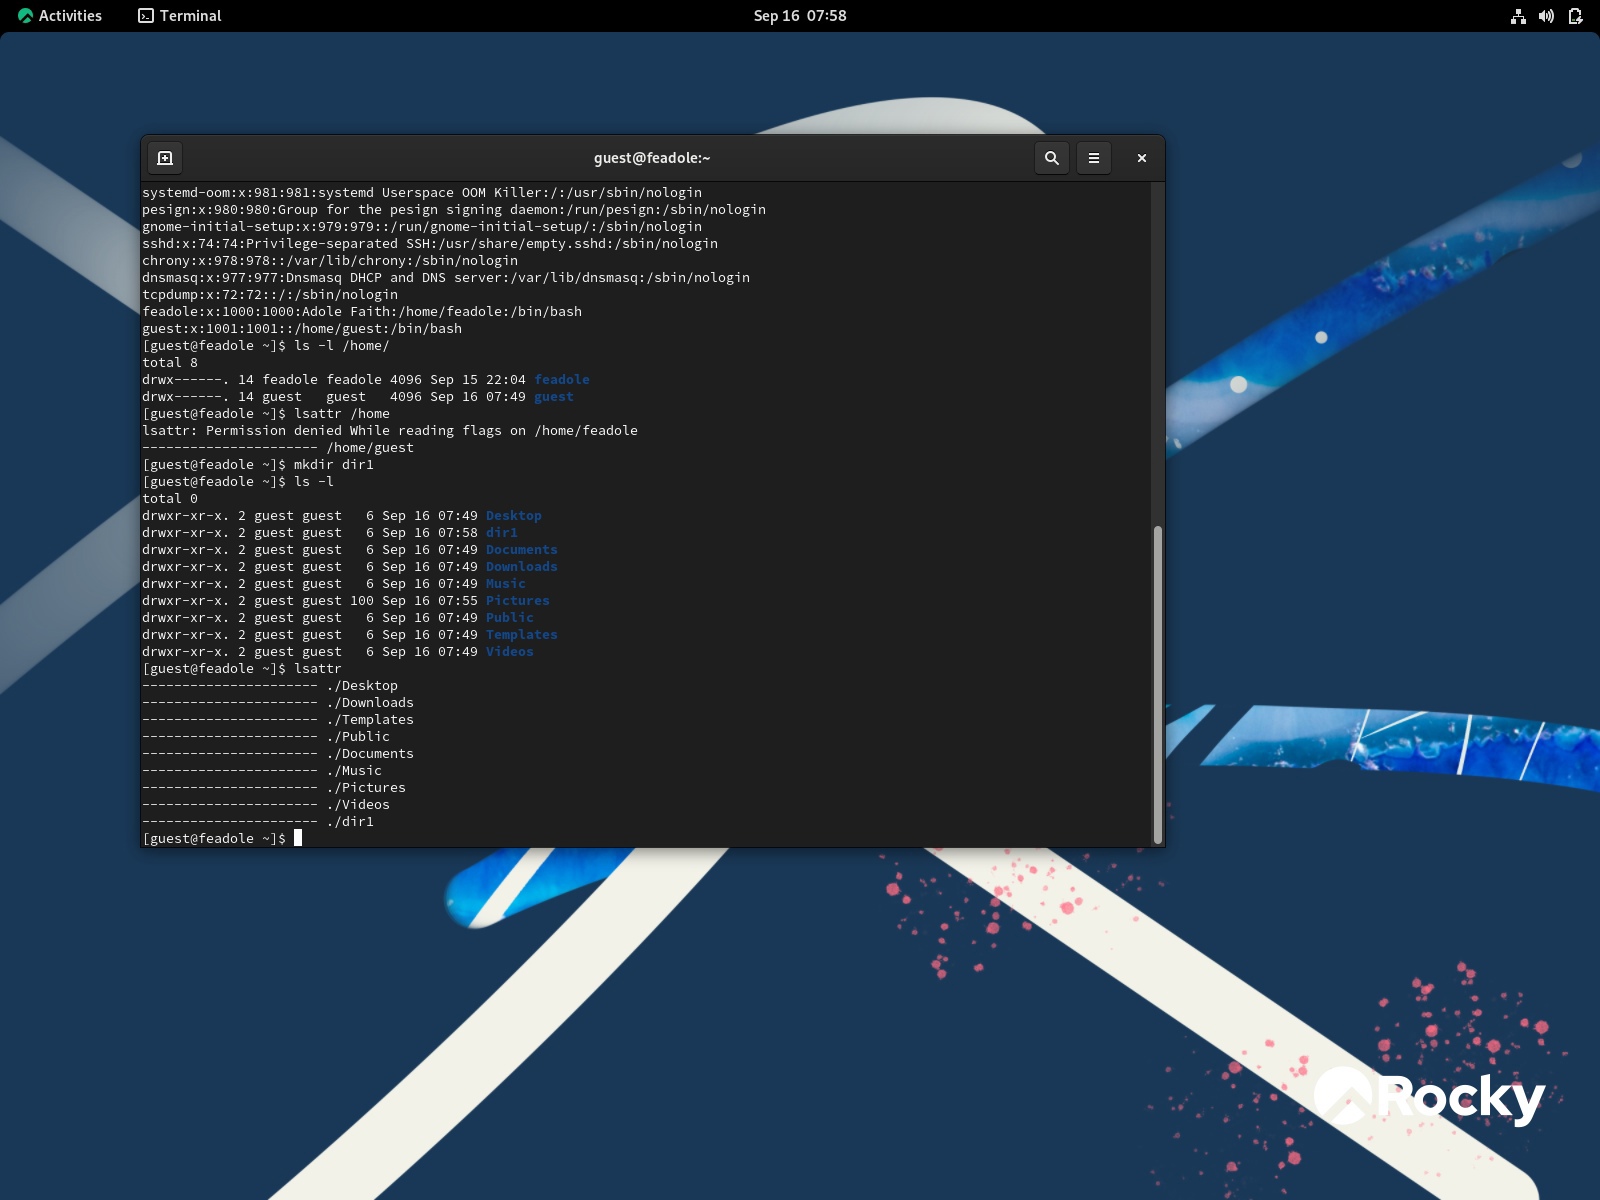 Activities Terminal Sep 16 07:58
guest@feadole:~
systemd-oom:x:981:981:systemd Userspace OOM Killer:/:/usr/sbin/nologin
pesign:x:980:980:Group for the pesign signing daemon:/run/pesign:/sbin/nologin
gnome-initial-setup:x:979:979::/run/gnome-initial-setup/:/sbin/nologin
sshd:x:74:74:Privilege-separated SSH:/usr/share/empty.sshd:/sbin/nologin
chrony:x:978:978::/var/lib/chrony:/sbin/nologin
dnsmasq:x:977:977:Dnsmasq DHCP and DNS server:/var/lib/dnsmasq:/sbin/nologin
tcpdump:x:72:72::/:/sbin/nologin
feadole:x:1000:1000:Adole Faith:/home/feadole:/bin/bash
guest:x:1001:1001::/home/guest:/bin/bash
[guest@feadole ~]$ ls -l /home/
total 8
drwx------. 14 feadole feadole 4096 Sep 15 22:04 feadole
drwx------. 14 guest   guest   4096 Sep 16 07:49 guest
[guest@feadole ~]$ lsattr /home
lsattr: Permission denied While reading flags on /home/feadole
---------------------- /home/guest
[guest@feadole ~]$ mkdir dir1
[guest@feadole ~]$ ls -l
total 0
drwxr-xr-x. 2 guest guest   6 Sep 16 07:49 Desktop
drwxr-xr-x. 2 guest guest   6 Sep 16 07:58 dir1
drwxr-xr-x. 2 guest guest   6 Sep 16 07:49 Documents
drwxr-xr-x. 2 guest guest   6 Sep 16 07:49 Downloads
drwxr-xr-x. 2 guest guest   6 Sep 16 07:49 Music
drwxr-xr-x. 2 guest guest 100 Sep 16 07:55 Pictures
drwxr-xr-x. 2 guest guest   6 Sep 16 07:49 Public
drwxr-xr-x. 2 guest guest   6 Sep 16 07:49 Templates
drwxr-xr-x. 2 guest guest   6 Sep 16 07:49 Videos
[guest@feadole ~]$ lsattr
---------------------- ./Desktop
---------------------- ./Downloads
---------------------- ./Templates
---------------------- ./Public
---------------------- ./Documents
---------------------- ./Music
---------------------- ./Pictures
---------------------- ./Videos
---------------------- ./dir1
[guest@feadole ~]$
Rocky